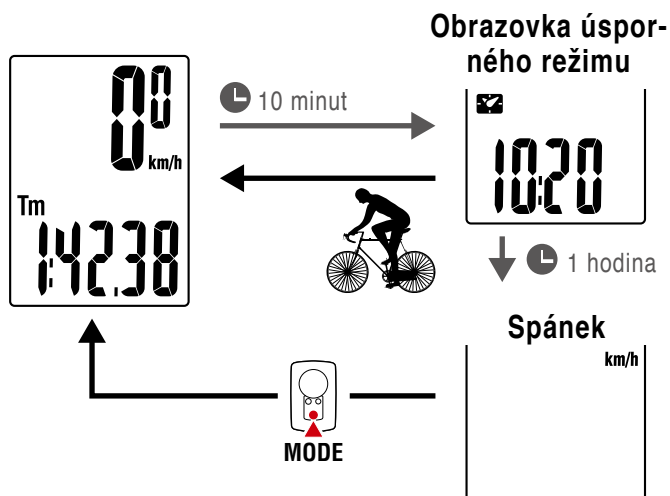 Obrazovka úspor-
ného režimu
0.0
km/h
10 minut
10:20
Tm
1:42.38
1 hodina
Spánek
km/h
MODE